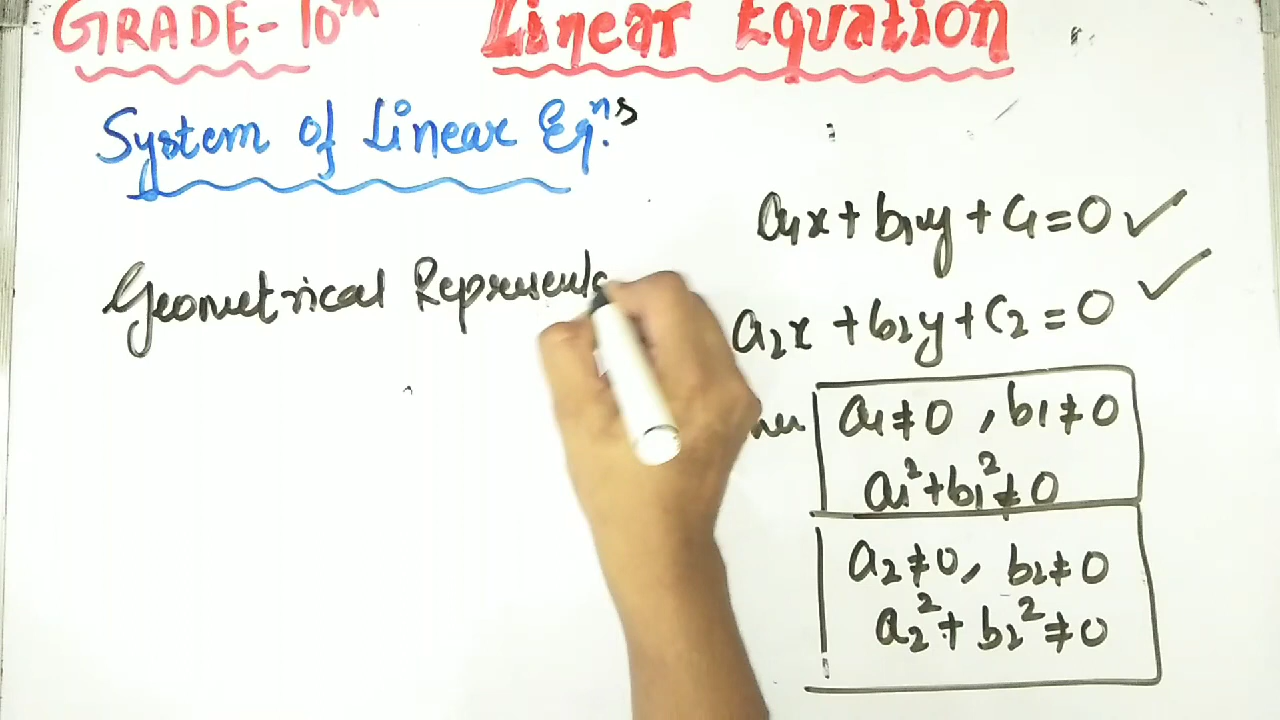 GRADE-10th Linear Equation
System of Linear Eqns.
Geometrical Representa
a1x + b1y + c1 = 0 ✓
a2x + b2y + c2 = 0 ✓
a1 ≠ 0 , b1 ≠ 0
a1² + b1² ≠ 0
a2 ≠ 0, b2 ≠ 0
a2² + b2² ≠ 0